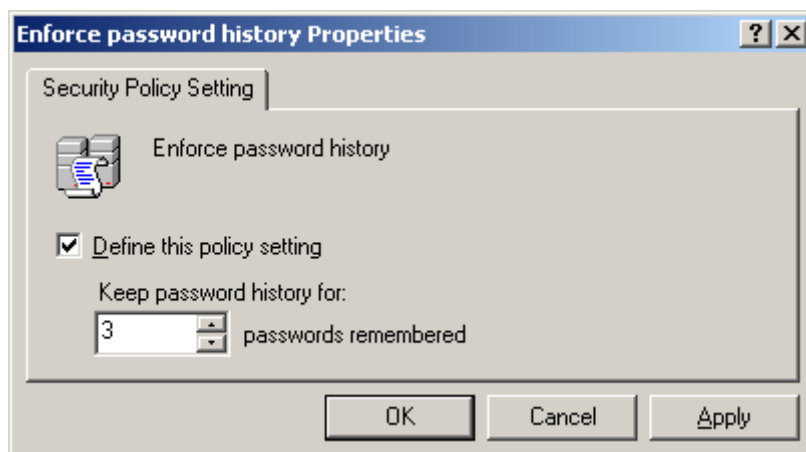 Enforce password history Properties
Security Policy Setting
Enforce password history
Define this policy setting
Keep password history for:
3 passwords remembered
OK Cancel Apply